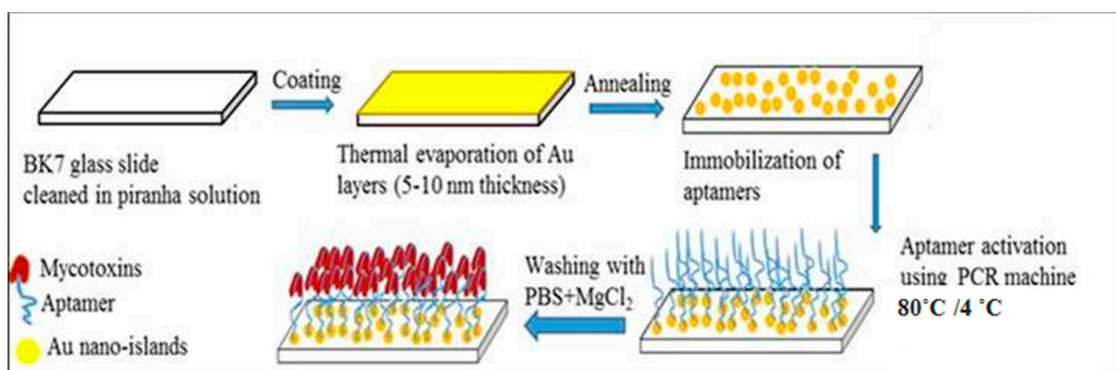 Coating
Annealing
BK7 glass slide
cleaned in piranha solution
Thermal evaporation of Au
layers (5-10 nm thickness)
Immobilization of
aptamers
Aptamer activation
using PCR machine
80˚C /4 ˚C
Washing with
PBS+MgCl₂
Mycotoxins
Aptamer
Au nano-islands